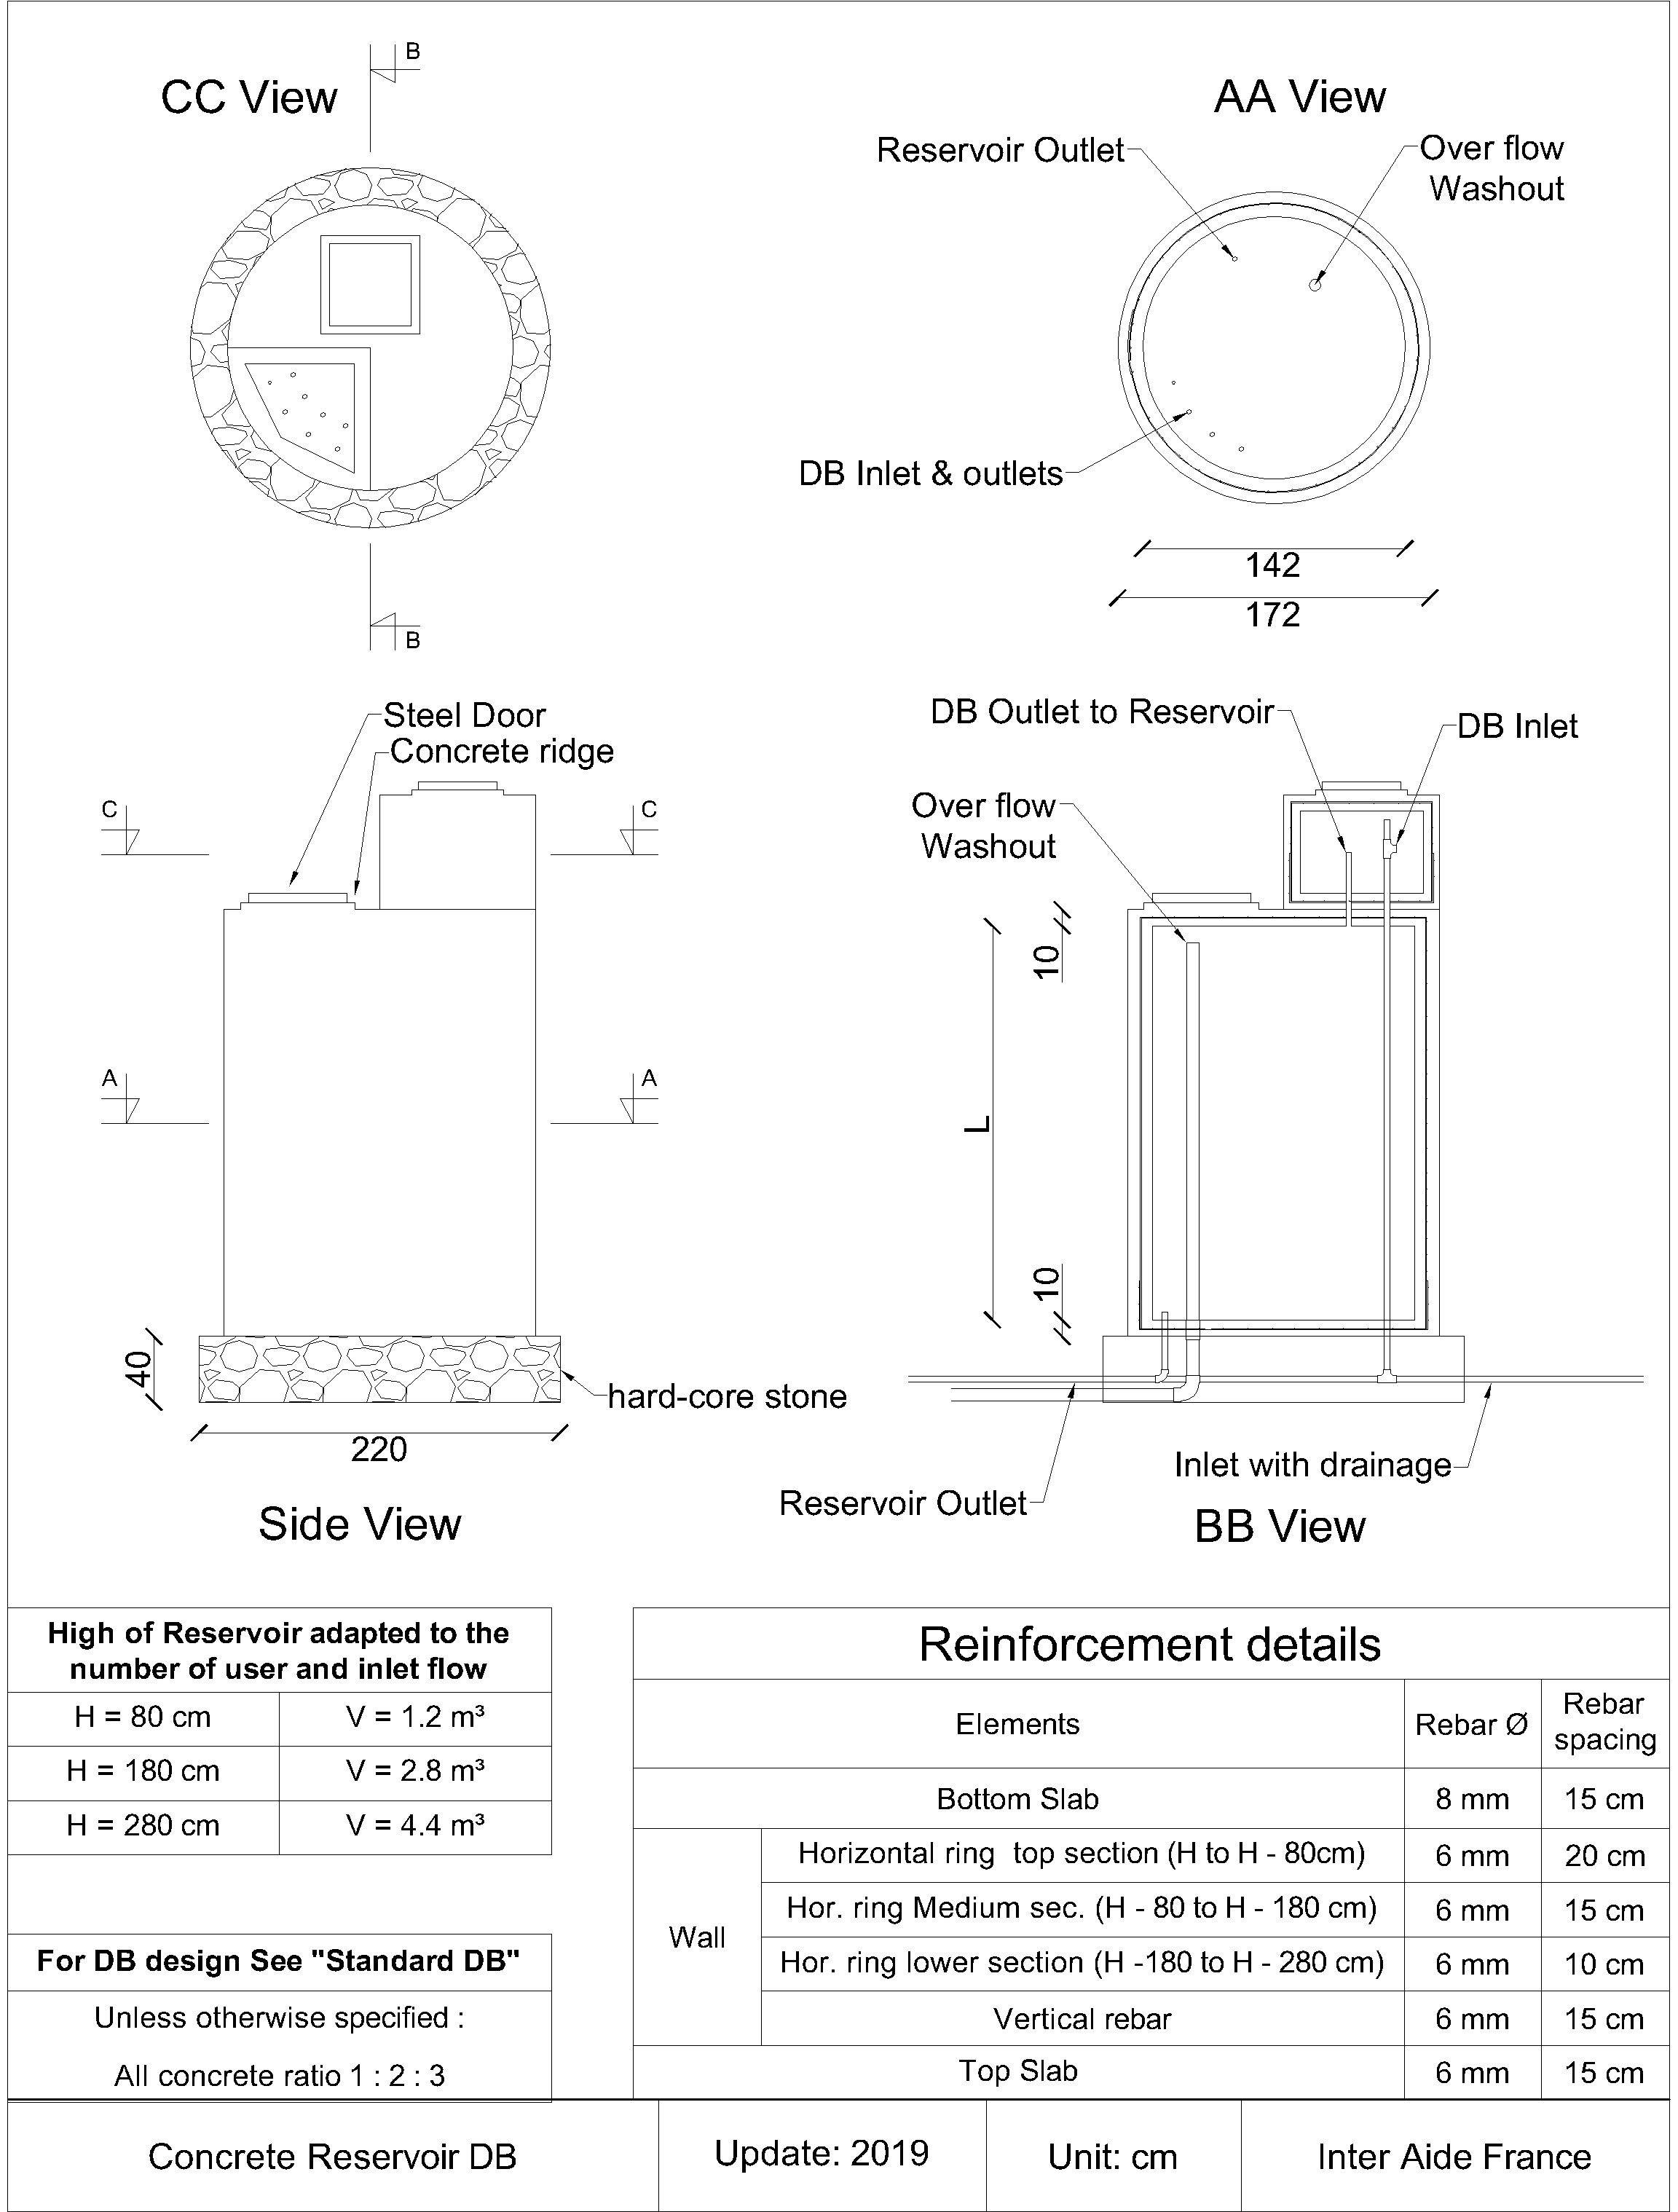 CC View
B
B
AA View
Reservoir Outlet
Over flow
Washout
DB Inlet & outlets
142
172
Steel Door
Concrete ridge
C
C
A
A
40
hard-core stone
220
Side View
DB Outlet to Reservoir
DB Inlet
Over flow
Washout
10
L
10
Inlet with drainage
Reservoir Outlet
BB View
High of Reservoir adapted to the
number of user and inlet flow
H = 80 cm V = 1.2 m³
H = 180 cm V = 2.8 m³
H = 280 cm V = 4.4 m³
For DB design See "Standard DB"
Unless otherwise specified :
All concrete ratio 1 : 2 : 3
Reinforcement details
Elements Rebar Ø Rebar
spacing
Bottom Slab 8 mm 15 cm
Wall
Horizontal ring top section (H to H - 80cm) 6 mm 20 cm
Hor. ring Medium sec. (H - 80 to H - 180 cm) 6 mm 15 cm
Hor. ring lower section (H -180 to H - 280 cm) 6 mm 10 cm
Vertical rebar 6 mm 15 cm
Top Slab 6 mm 15 cm
Concrete Reservoir DB Update: 2019 Unit: cm Inter Aide France